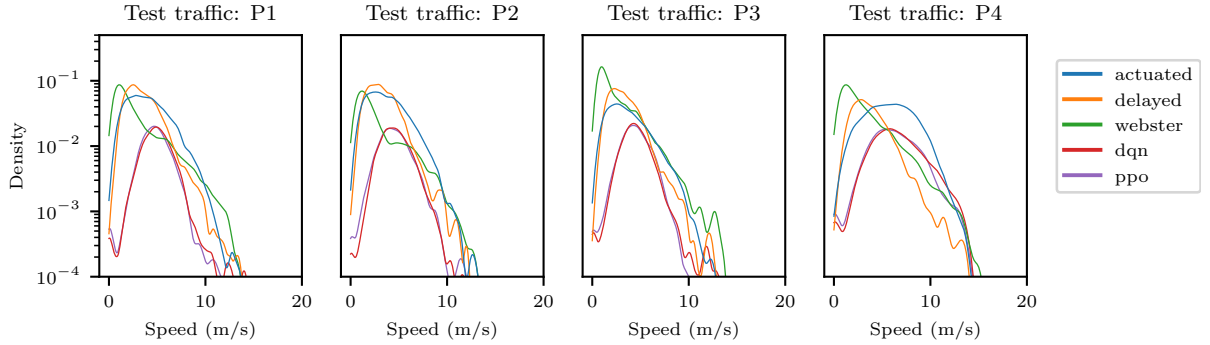 Test traffic: P1
Test traffic: P2
Test traffic: P3
Test traffic: P4
Density
10⁻¹
10⁻²
10⁻³
10⁻⁴
0 10 20
0 10 20
0 10 20
0 10 20
Speed (m/s)
Speed (m/s)
Speed (m/s)
Speed (m/s)
actuated
delayed
webster
dqn
ppo